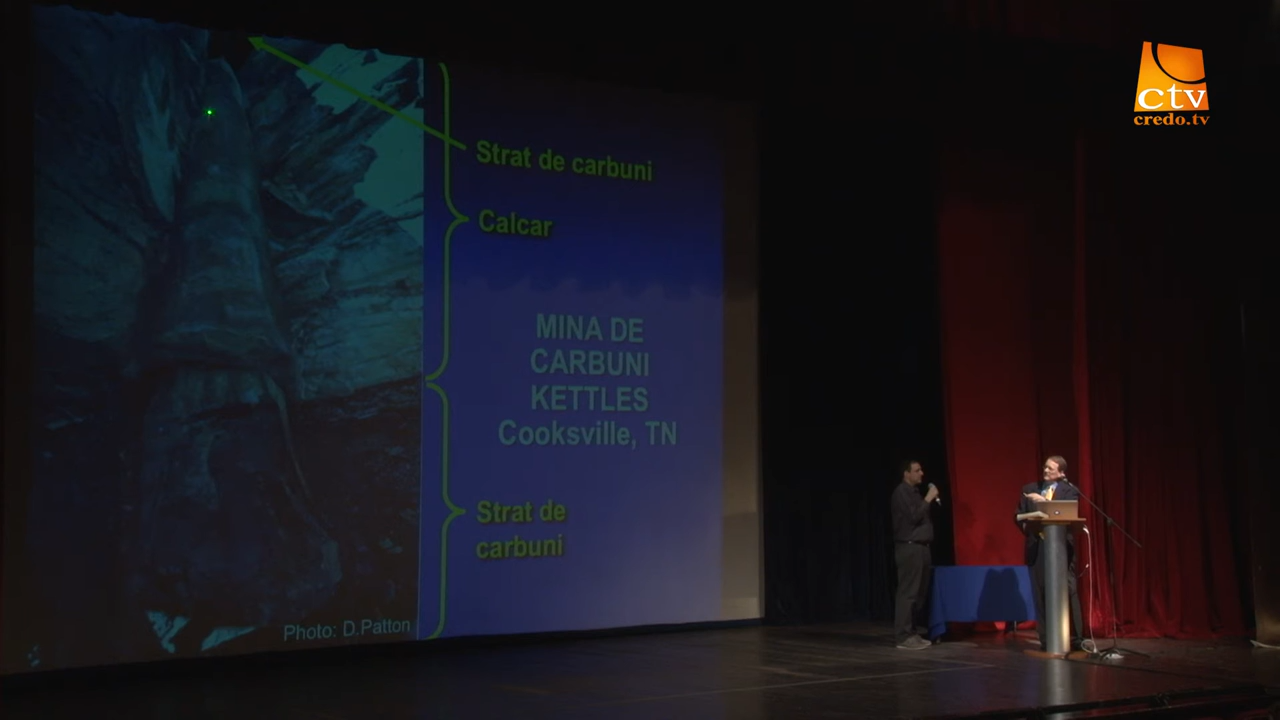 ctv
credo.tv
Strat de carbuni
Calcar
MINA DE
CARBUNI
KETTLES
Cooksville, TN
Strat de
carbuni
Photo: D.Patton